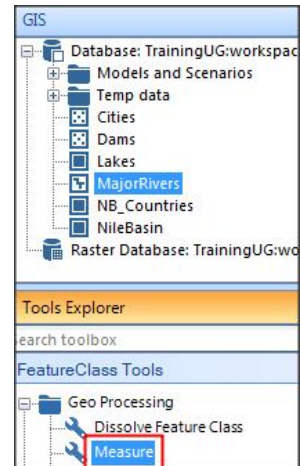 GIS
Database: TrainingUG:workspac
Models and Scenarios
Temp data
Cities
Dams
Lakes
MajorRivers
NB_Countries
NileBasin
Raster Database: TrainingUG:wo
Tools Explorer
earch toolbox
FeatureClass Tools
Geo Processing
Dissolve Feature Class
Measure